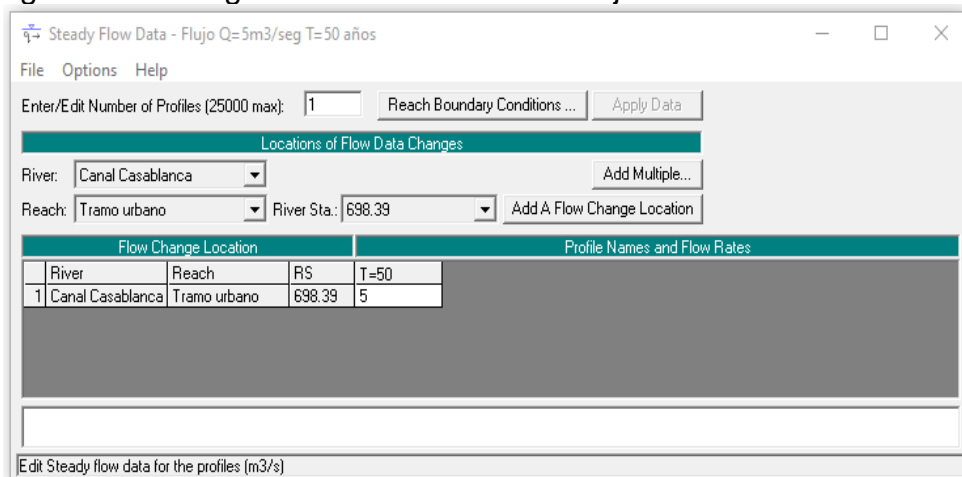 Steady Flow Data - Flujo Q=5m3/seg T=50 años
File Options Help
Enter/Edit Number of Profiles (25000 max): 1 Reach Boundary Conditions ... Apply Data
Locations of Flow Data Changes
River: Canal Casablanca Add Multiple...
Reach: Tramo urbano River Sta.: 698.39 Add A Flow Change Location
Flow Change Location Profile Names and Flow Rates
River Reach RS T=50
1 Canal Casablanca Tramo urbano 698.39 5
Edit Steady flow data for the profiles (m3/s)